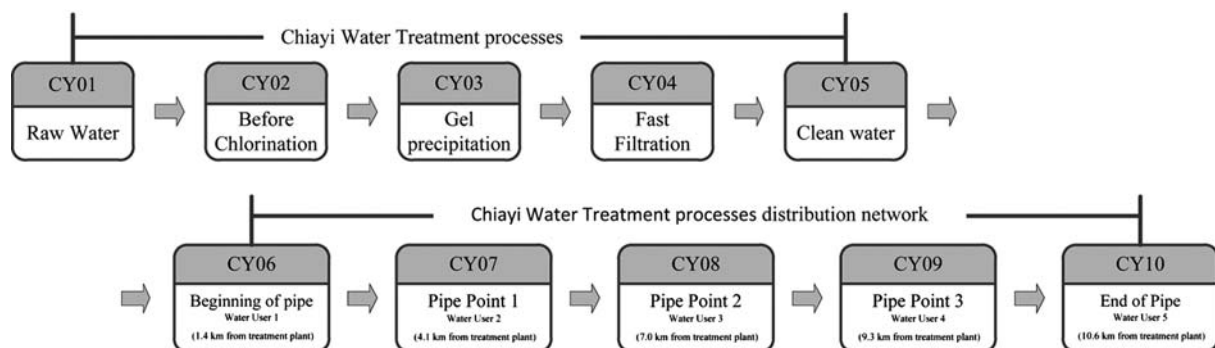 Chiayi Water Treatment processes
CY01
Raw Water
CY02
Before
Chlorination
CY03
Gel
precipitation
CY04
Fast
Filtration
CY05
Clean water
Chiayi Water Treatment processes distribution network
CY06
Beginning of pipe
Water User 1
(1.4 km from treatment plant)
CY07
Pipe Point 1
Water User 2
(4.1 km from treatment plant)
CY08
Pipe Point 2
Water User 3
(7.0 km from treatment plant)
CY09
Pipe Point 3
Water User 4
(9.3 km from treatment plant)
CY10
End of Pipe
Water User 5
(10.6 km from treatment plant)